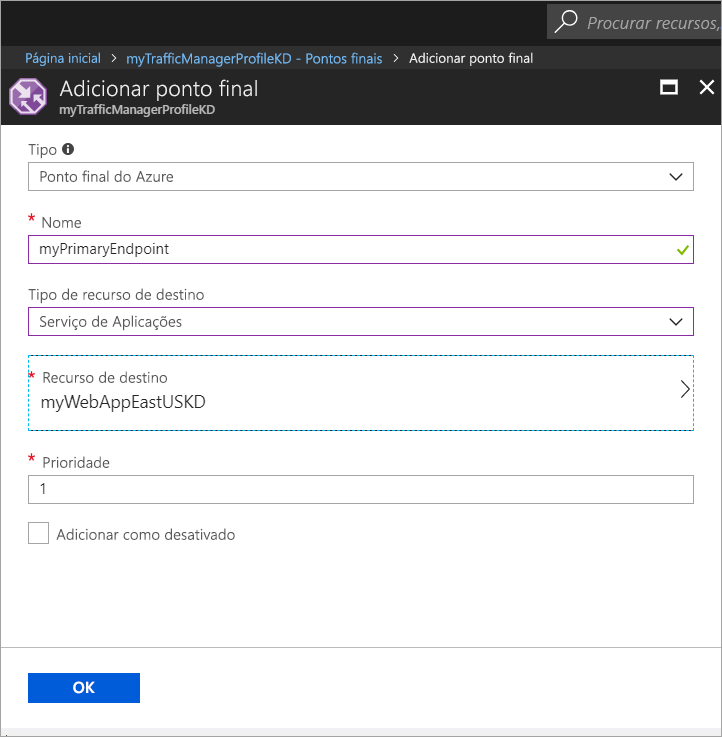 Procurar recursos,
Página inicial > myTrafficManagerProfileKD - Pontos finais > Adicionar ponto final
Adicionar ponto final
myTrafficManagerProfileKD
Tipo
Ponto final do Azure
* Nome
myPrimaryEndpoint
Tipo de recurso de destino
Serviço de Aplicações
* Recurso de destino
myWebAppEastUSKD
* Prioridade
1
Adicionar como desativado
OK